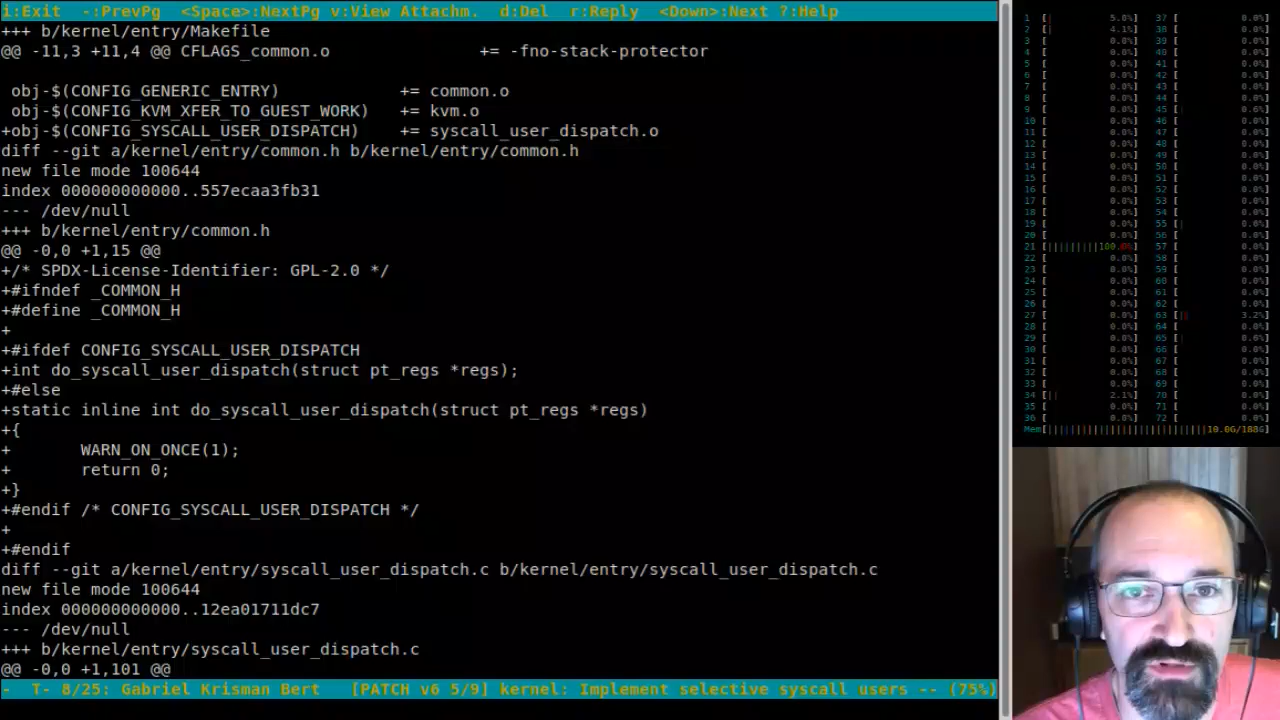 i:Exit  -:PrevPg  <Space>:NextPg v:View Attachm.  d:Del  r:Reply  <Down>:Next ?:Help
+++ b/kernel/entry/Makefile
@@ -11,3 +11,4 @@ CFLAGS_common.o               += -fno-stack-protector
 obj-$(CONFIG_GENERIC_ENTRY)            += common.o
 obj-$(CONFIG_KVM_XFER_TO_GUEST_WORK)   += kvm.o
+obj-$(CONFIG_SYSCALL_USER_DISPATCH)    += syscall_user_dispatch.o
diff --git a/kernel/entry/common.h b/kernel/entry/common.h
new file mode 100644
index 000000000000..557ecaa3fb31
--- /dev/null
+++ b/kernel/entry/common.h
@@ -0,0 +1,15 @@
+/* SPDX-License-Identifier: GPL-2.0 */
+#ifndef _COMMON_H
+#define _COMMON_H
+
+#ifdef CONFIG_SYSCALL_USER_DISPATCH
+int do_syscall_user_dispatch(struct pt_regs *regs);
+#else
+static inline int do_syscall_user_dispatch(struct pt_regs *regs)
+{
+       WARN_ON_ONCE(1);
+       return 0;
+}
+#endif /* CONFIG_SYSCALL_USER_DISPATCH */
+
+#endif
diff --git a/kernel/entry/syscall_user_dispatch.c b/kernel/entry/syscall_user_dispatch.c
new file mode 100644
index 000000000000..12ea01711dc7
--- /dev/null
+++ b/kernel/entry/syscall_user_dispatch.c
@@ -0,0 +1,101 @@
-  T- 8/25: Gabriel Krisman Bert   [PATCH v6 5/9] kernel: Implement selective syscall users -- (75%)